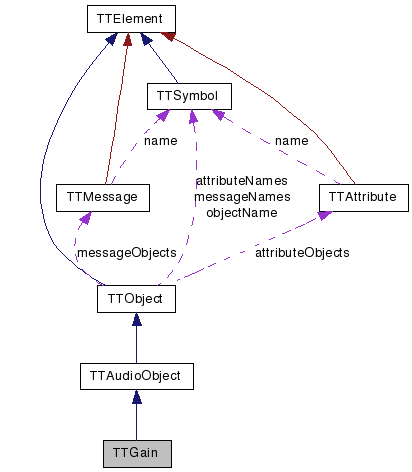 TTElement
TTSymbol
name
name
attributeNames
messageNames
objectName
TTMessage
TTAttribute
messageObjects
attributeObjects
TTObject
TTAudioObject
TTGain